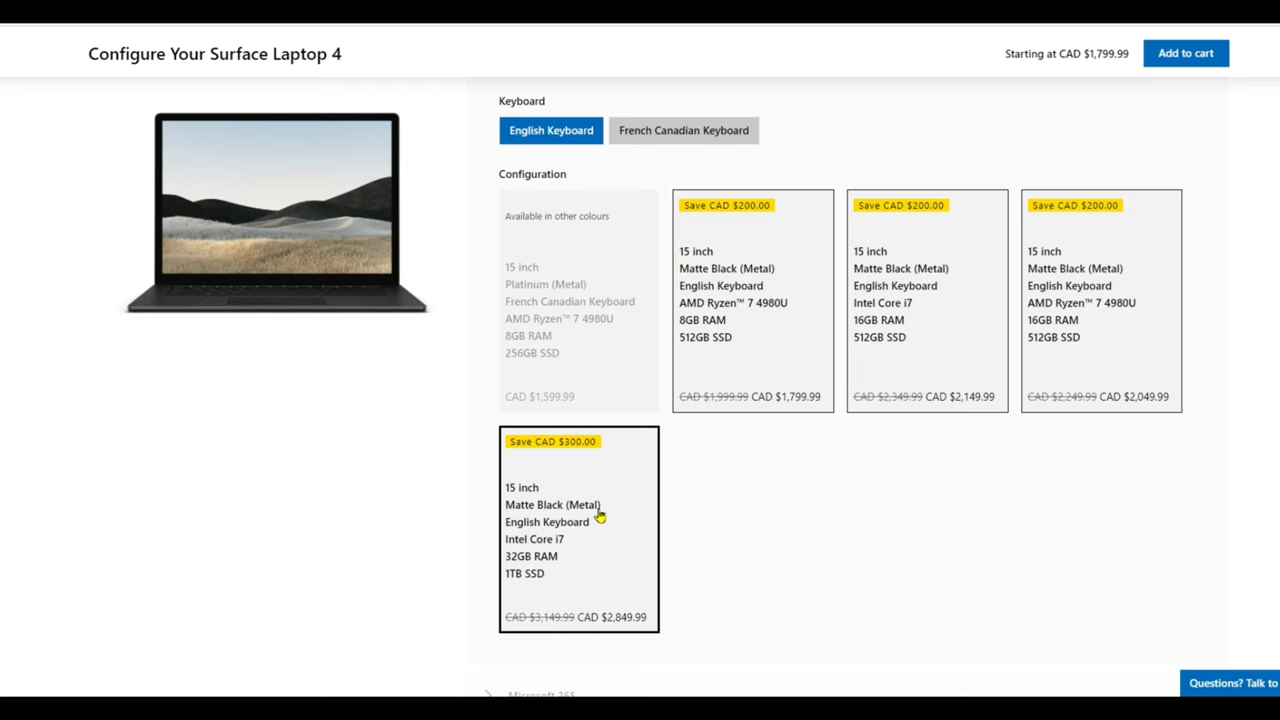 Configure Your Surface Laptop 4
Starting at CAD $1,799.99
Add to cart
Keyboard
English Keyboard
French Canadian Keyboard
Configuration
Available in other colours
15 inch
Platinum (Metal)
French Canadian Keyboard
AMD Ryzen™ 7 4980U
8GB RAM
256GB SSD
CAD $1,599.99
Save CAD $200.00
15 inch
Matte Black (Metal)
English Keyboard
AMD Ryzen™ 7 4980U
8GB RAM
512GB SSD
CAD $1,999.99 CAD $1,799.99
Save CAD $200.00
15 inch
Matte Black (Metal)
English Keyboard
Intel Core i7
16GB RAM
512GB SSD
CAD $2,349.99 CAD $2,149.99
Save CAD $200.00
15 inch
Matte Black (Metal)
English Keyboard
AMD Ryzen™ 7 4980U
16GB RAM
512GB SSD
CAD $2,249.99 CAD $2,049.99
Save CAD $300.00
15 inch
Matte Black (Metal)
English Keyboard
Intel Core i7
32GB RAM
1TB SSD
CAD $3,149.99 CAD $2,849.99
Microsoft 365
Questions? Talk to